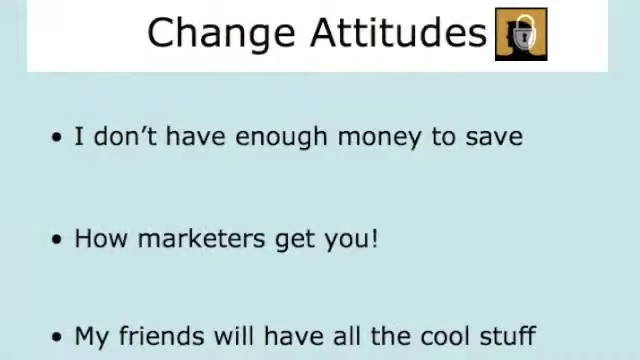 Change Attitudes
• I don't have enough money to save
• How marketers get you!
• My friends will have all the cool stuff